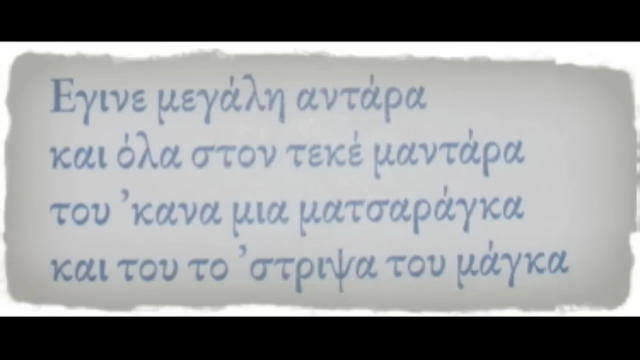 Εγινε μεγάλη αντάρα
και όλα στον τεκέ μαντάρα
του ’κανα μια ματσαράγκα
και του το ’στριψα του μάγκα